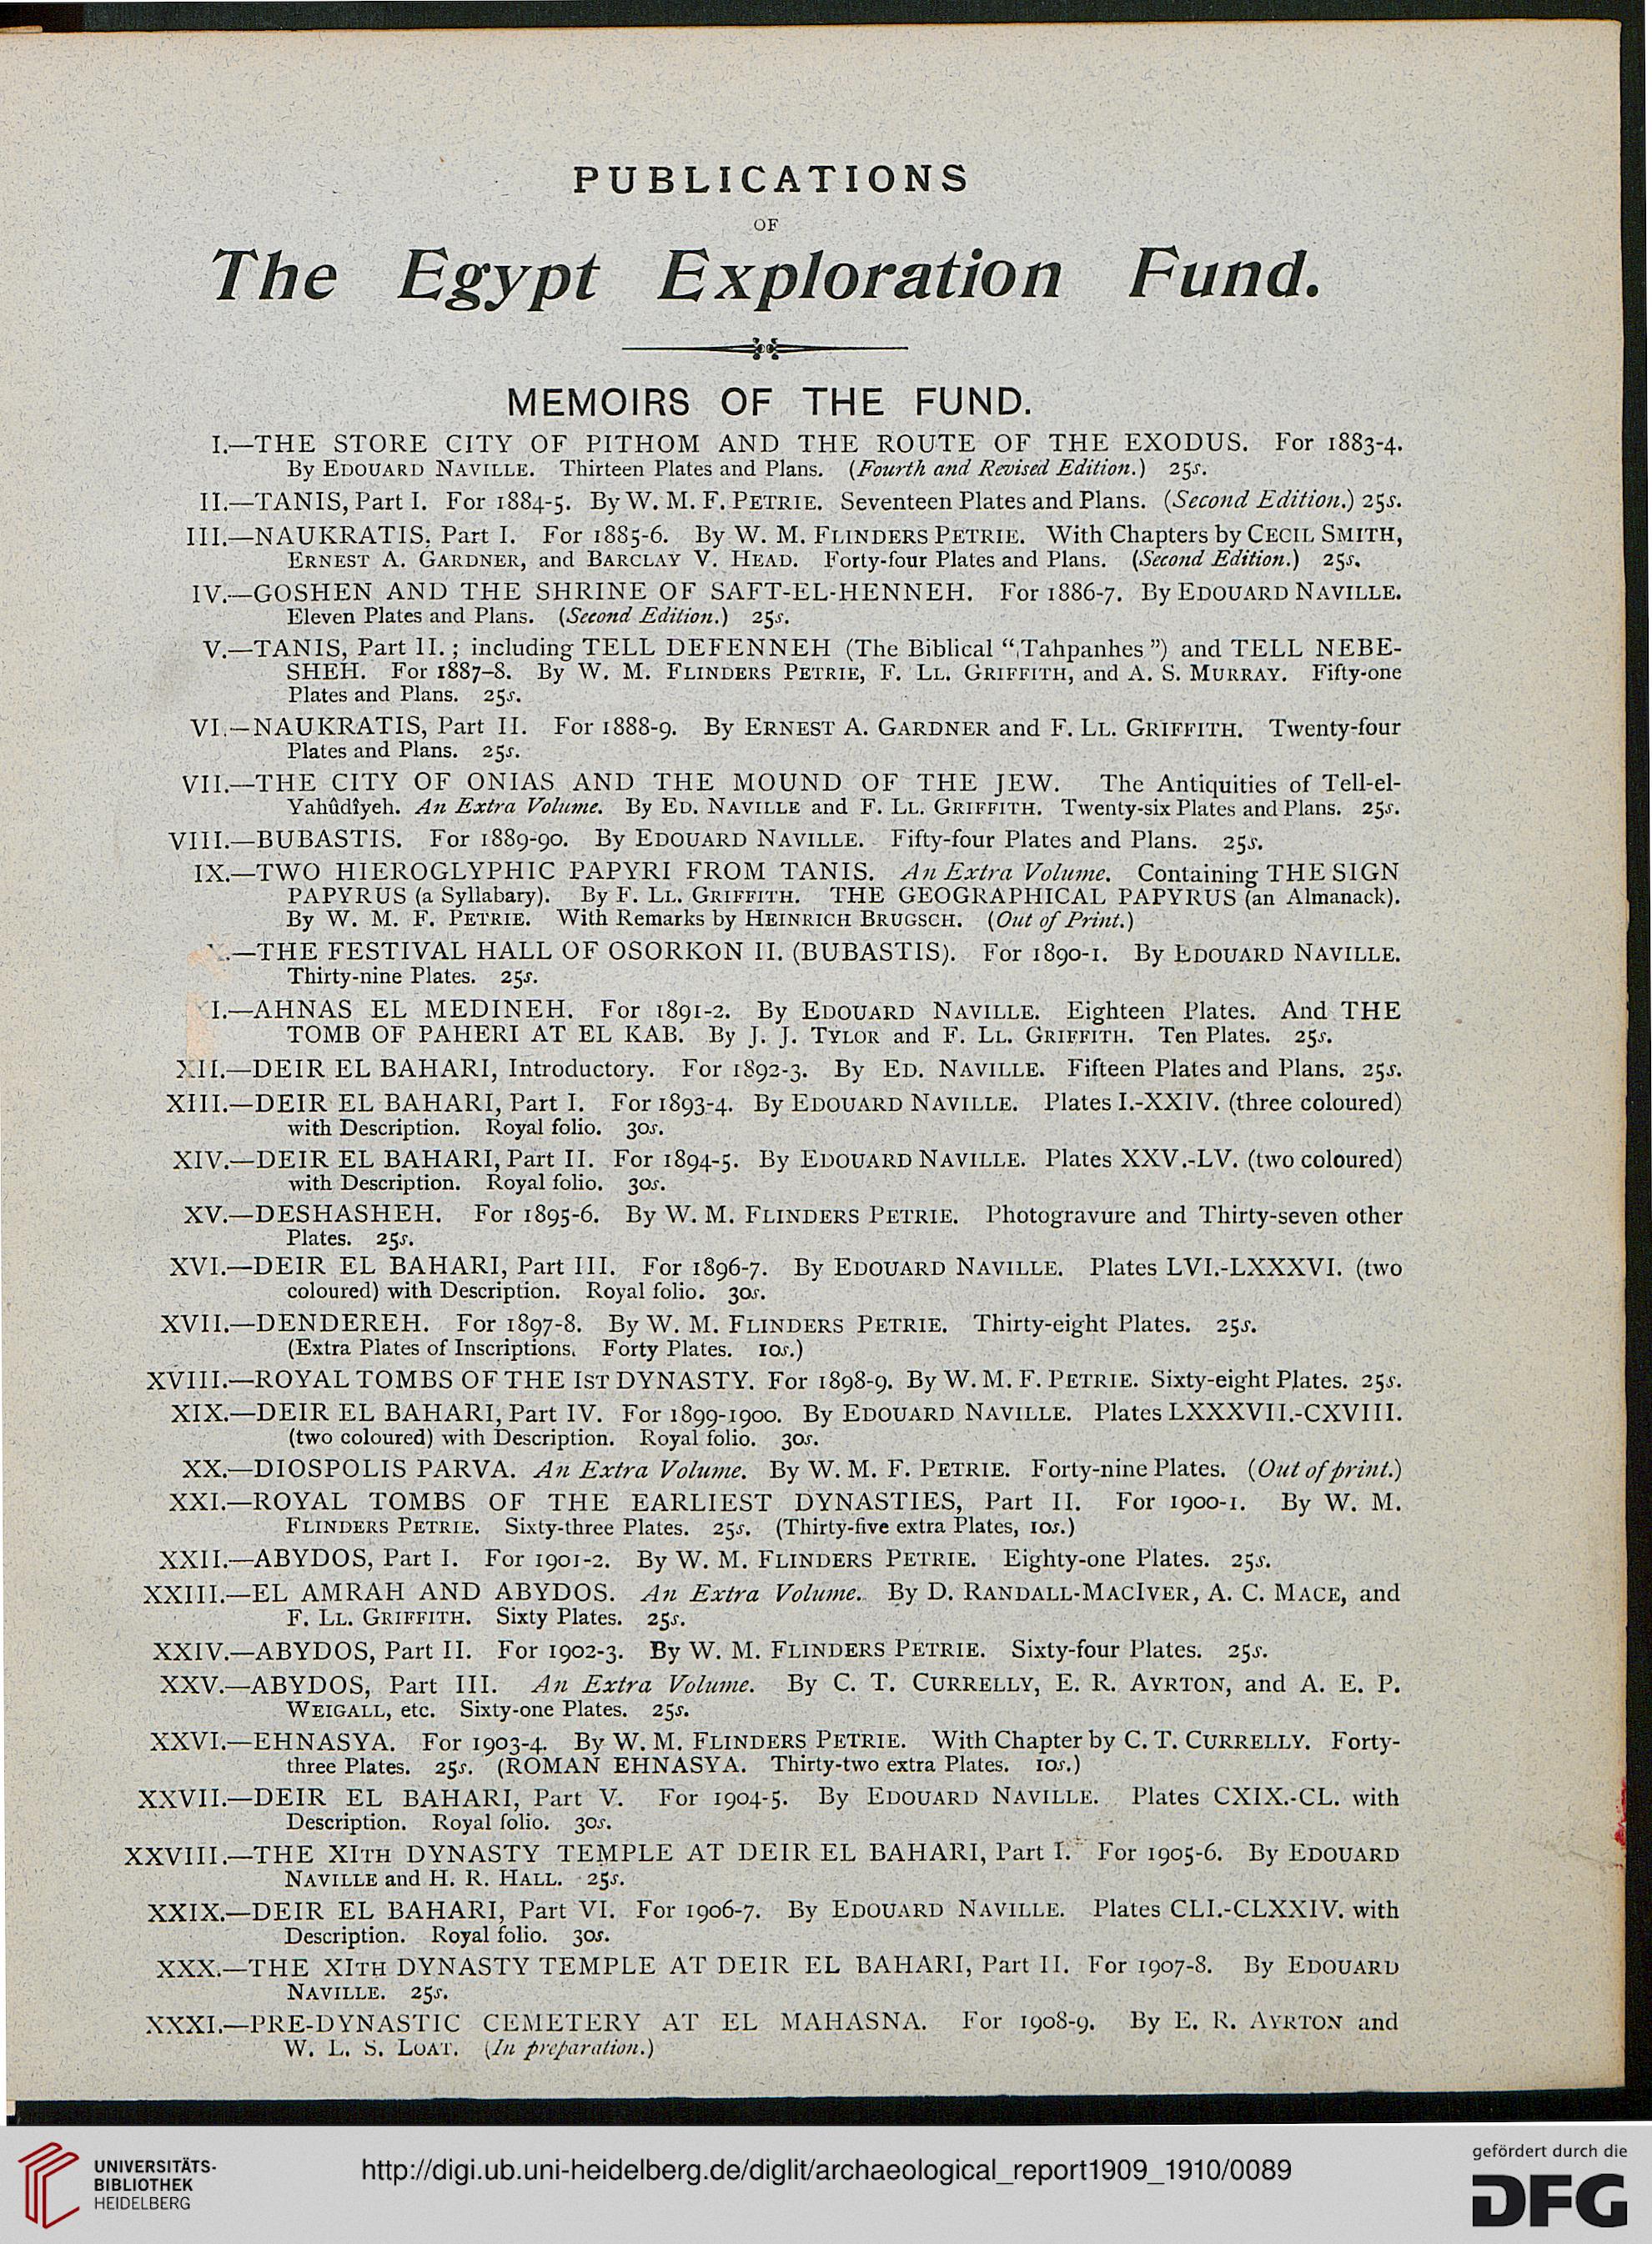 PUBLICATIONS
OF
The Egypt Exploration Fund.
MEMOIRS OF THE FUND.
I.—THE STORE CITY OF PITHOM AND THE ROUTE OF THE EXODUS. For 1883-4.
By EDOUARD NAVILLE. Thirteen Plates and Plans. (Fourth and Revised Edition.) 25s.
II.—TANIS, Part I. For 1884-5. By W. M. F. PETRIE. Seventeen Plates and Plans. (Second Edition.) 25s.
III.—NAUKRATIS, Part I. For 1885-6. By W. M. FLINDERS PETRIE. With Chapters by CECIL SMITH,
ERNEST A. GARDNER, and BARCLAY V. HEAD. Forty-four Plates and Plans. (Second Edition.) 25s.
IV.—GOSHEN AND THE SHRINE OF SAFT-EL-HENNEH. For 1886-7. By EDOUARD NAVILLE.
Eleven Plates and Plans. (Second Edition.) 25s.
V.—TANIS, Part II.; including TELL DEFENNEH (The Biblical “Tahpanhes”) and TELL NEBE-
SHEH. For 1887-8. By W. M. FLINDERS PETRIE, F. LL. GRIFFITH, and A. S. MURRAY. Fifty-one
Plates and Plans. 25s.
VI.—NAUKRATIS, Part II. For 1888-9. By ERNEST A. GARDNER and F. LL. GRIFFITH. Twenty-four
Plates and Plans. 25s.
VII.—THE CITY OF ONIAS AND THE MOUND OF THE JEW. The Antiquities of Tell-el-
Yahûdîyeh. An Extra Volume. By ED. NAVILLE and F. LL. GRIFFITH. Twenty-six Plates and Plans. 25s.
VIII.—BUBASTIS. For 1889-90. By EDOUARD NAVILLE. Fifty-four Plates and Plans. 25s.
IX.—TWO HIEROGLYPHIC PAPYRI FROM TANIS. An Extra Volume. Containing THE SIGN
PAPYRUS (a Syllabary). By F. LL. GRIFFITH. THE GEOGRAPHICAL PAPYRUS (an Almanack).
By W. M. F. PETRIE. With Remarks by HEINRICH BRUGSCH. (Out of Print.)
X.—THE FESTIVAL HALL OF OSORKON II. (BUBASTIS). For 1890-1. By EDOUARD NAVILLE.
Thirty-nine Plates. 25s.
XI.—AHNAS EL MEDINEH. For 1891-2. By EDOUARD NAVILLE. Eighteen Plates. And THE
TOMB OF PAHERI AT EL KAB. By J. J. TYLOR and F. LL. GRIFFITH. Ten Plates. 25s.
XII.—DEIR EL BAHARI, Introductory. For 1892-3. By ED. NAVILLE. Fifteen Plates and Plans. 25s.
XIII.—DEIR EL BAHARI, Part I. For 1893-4. By EDOUARD NAVILLE. Plates I.-XXIV. (three coloured)
with Description. Royal folio. 30s.
XIV.—DEIR EL BAHARI, Part II. For 1894-5. By EDOUARD NAVILLE. Plates XXV.-LV. (two coloured)
with Description. Royal folio. 30s.
XV.—DESHASHEH. For 1895-6. By W. M. FLINDERS PETRIE. Photogravure and Thirty-seven other
Plates. 25s.
XVI.—DEIR EL BAHARI, Part III. For 1896-7. By EDOUARD NAVILLE. Plates LVI.-LXXXVI. (two
coloured) with Description. Royal folio. 30s.
XVII.—DENDEREH. For 1897-8. By W. M. FLINDERS PETRIE. Thirty-eight Plates. 25s.
(Extra Plates of Inscriptions. Forty Plates. 10s.)
XVIII.—ROYAL TOMBS OF THE IST DYNASTY. For 1898-9. By W. M. F. PETRIE. Sixty-eight Plates. 25s.
XIX.—DEIR EL BAHARI, Part IV. For 1899-1900. By EDOUARD NAVILLE. Plates LXXXVII.-CXVIII.
(two coloured) with Description. Royal folio. 30s.
XX.—DIOSPOLIS PARVA. An Extra Volume. By W. M. F. PETRIE. Forty-nine Plates. (Out of print.)
XXI.—ROYAL TOMBS OF THE EARLIEST DYNASTIES, Part II. For 1900-1. By W. M.
FLINDERS PETRIE. Sixty-three Plates. 25s. (Thirty-five extra Plates, 10s.)
XXII.—ABYDOS, Part I. For 1901-2. By W. M. FLINDERS PETRIE. Eighty-one Plates. 25s.
XXIII.—EL AMRAH AND ABYDOS. An Extra Volume. By D. RANDALL-MACIVER, A. C. MACE, and
F. LL. GRIFFITH. Sixty Plates. 25s.
XXIV.—ABYDOS, Part II. For 1902-3. By W. M. FLINDERS PETRIE. Sixty-four Plates. 25s.
XXV.—ABYDOS, Part III. An Extra Volume. By C. T. CURRELLY, E. R. AYRTON, and A. E. P.
WEIGALL, etc. Sixty-one Plates. 25s.
XXVI.—EHNASYA. For 1903-4. By W. M. FLINDERS PETRIE. With Chapter by C. T. CURRELLY. Forty-
three Plates. 25s. (ROMAN EHNASYA. Thirty-two extra Plates. 10s.)
XXVII.—DEIR EL BAHARI, Part V. For 1904-5. By EDOUARD NAVILLE. Plates CXIX.-CL. with
Description. Royal folio. 30s.
XXVIII.—THE XITH DYNASTY TEMPLE AT DEIR EL BAHARI, Part I. For 1905-6. By EDOUARD
NAVILLE and H. R. HALL. 25s.
XXIX.—DEIR EL BAHARI, Part VI. For 1906-7. By EDOUARD NAVILLE. Plates CLI.-CLXXIV. with
Description. Royal folio. 30s.
XXX.—THE XITH DYNASTY TEMPLE AT DEIR EL BAHARI, Part II. For 1907-8. By EDOUARD
NAVILLE. 25s.
XXXI.—PRE-DYNASTIC CEMETERY AT EL MAHASNA. For 1908-9. By E. R. AYRTON and
W. L. S. LOAT. (In preparation.)
UNIVERSITÄTS-
BIBLIOTHEK
HEIDELBERG
http://digi.ub.uni-heidelberg.de/diglit/archaeological_report1909_1910/0089
gefördert durch die
DFG